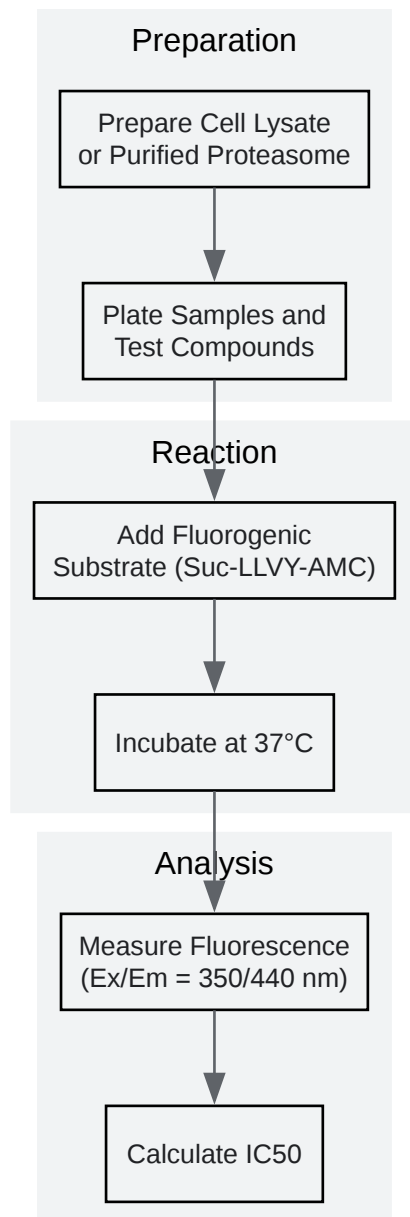 Preparation
Prepare Cell Lysate
or Purified Proteasome
Plate Samples and
Test Compounds
Reaction
Add Fluorogenic
Substrate (Suc-LLVY-AMC)
Incubate at 37°C
Analysis
Measure Fluorescence
(Ex/Em = 350/440 nm)
Calculate IC50